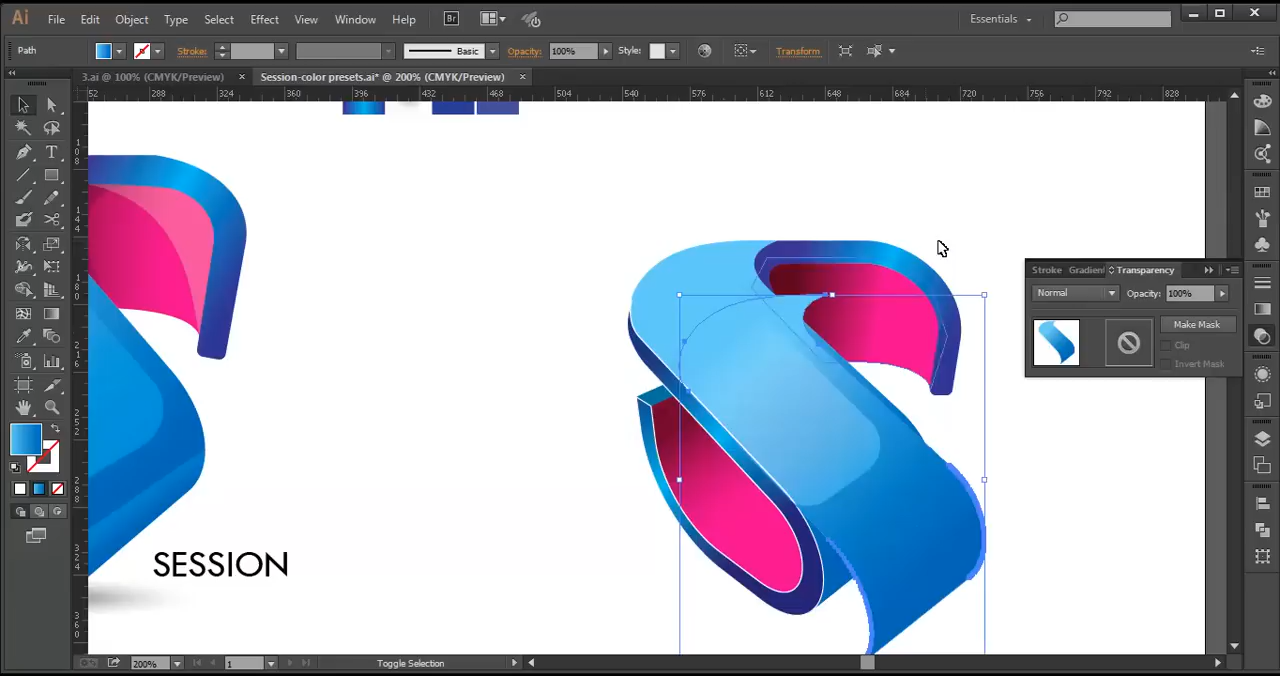 Ai File Edit Object Type Select Effect View Window Help Br Essentials
Path Stroke: Basic Opacity: 100% Style: Transform
3.ai @ 100% (CMYK/Preview) × Session-color presets.ai* @ 200% (CMYK/Preview) ×
52 288 324 360 396 432 468 504 540 576 612 648 684 720 756 792 828
Stroke Gradien Transparency
Normal Opacity: 100%
Make Mask
Clip
Invert Mask
SESSION
200% 1 Toggle Selection